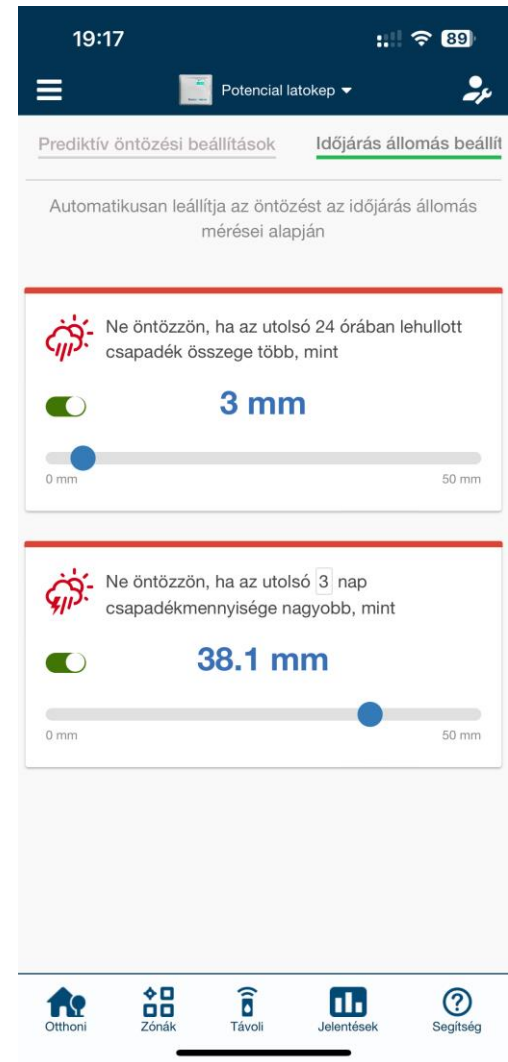 19:17
89
Potencial latokep
Prediktív öntözési beállítások
Időjárás állomás beállít
Automatikusan leállítja az öntözést az időjárás állomás
mérései alapján
Ne öntözzön, ha az utolsó 24 órában lehullott
csapadék összege több, mint
3 mm
0 mm
50 mm
Ne öntözzön, ha az utolsó 3 nap
csapadékmennyisége nagyobb, mint
38.1 mm
0 mm
50 mm
Otthoni
Zónák
Távoli
Jelentések
Segítség